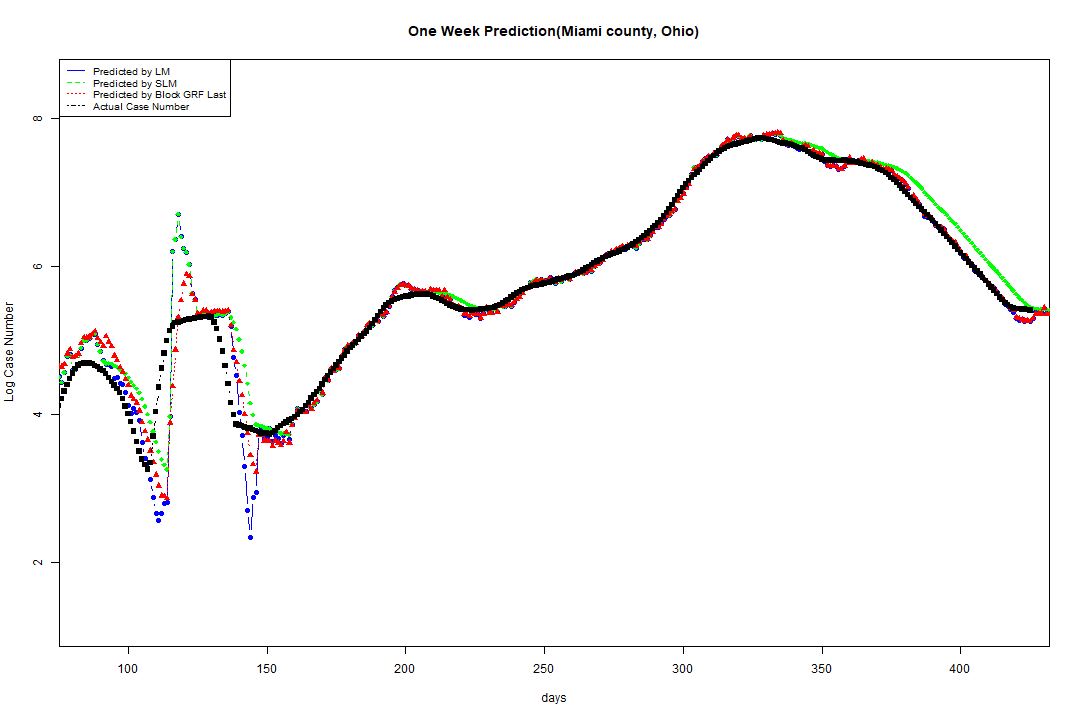 One Week Prediction(Miami county, Ohio)
Predicted by LM
Predicted by SLM
Predicted by Block GRF Last
Actual Case Number
8
6
4
2
Log Case Number
100 150 200 250 300 350 400
days